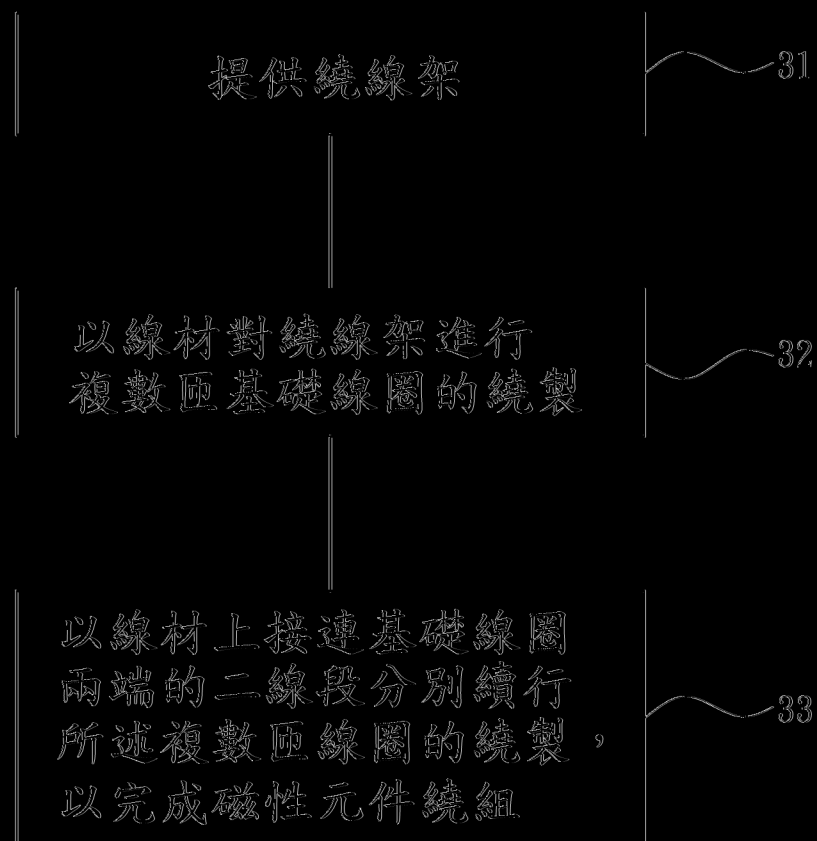 提供繞線架
31
以線材對繞線架進行
複數匝基礎線圈的繞製
32
以線材上接連基礎線圈
兩端的二線段分別續行
所述複數匝線圈的繞製，
以完成磁性元件繞組
33